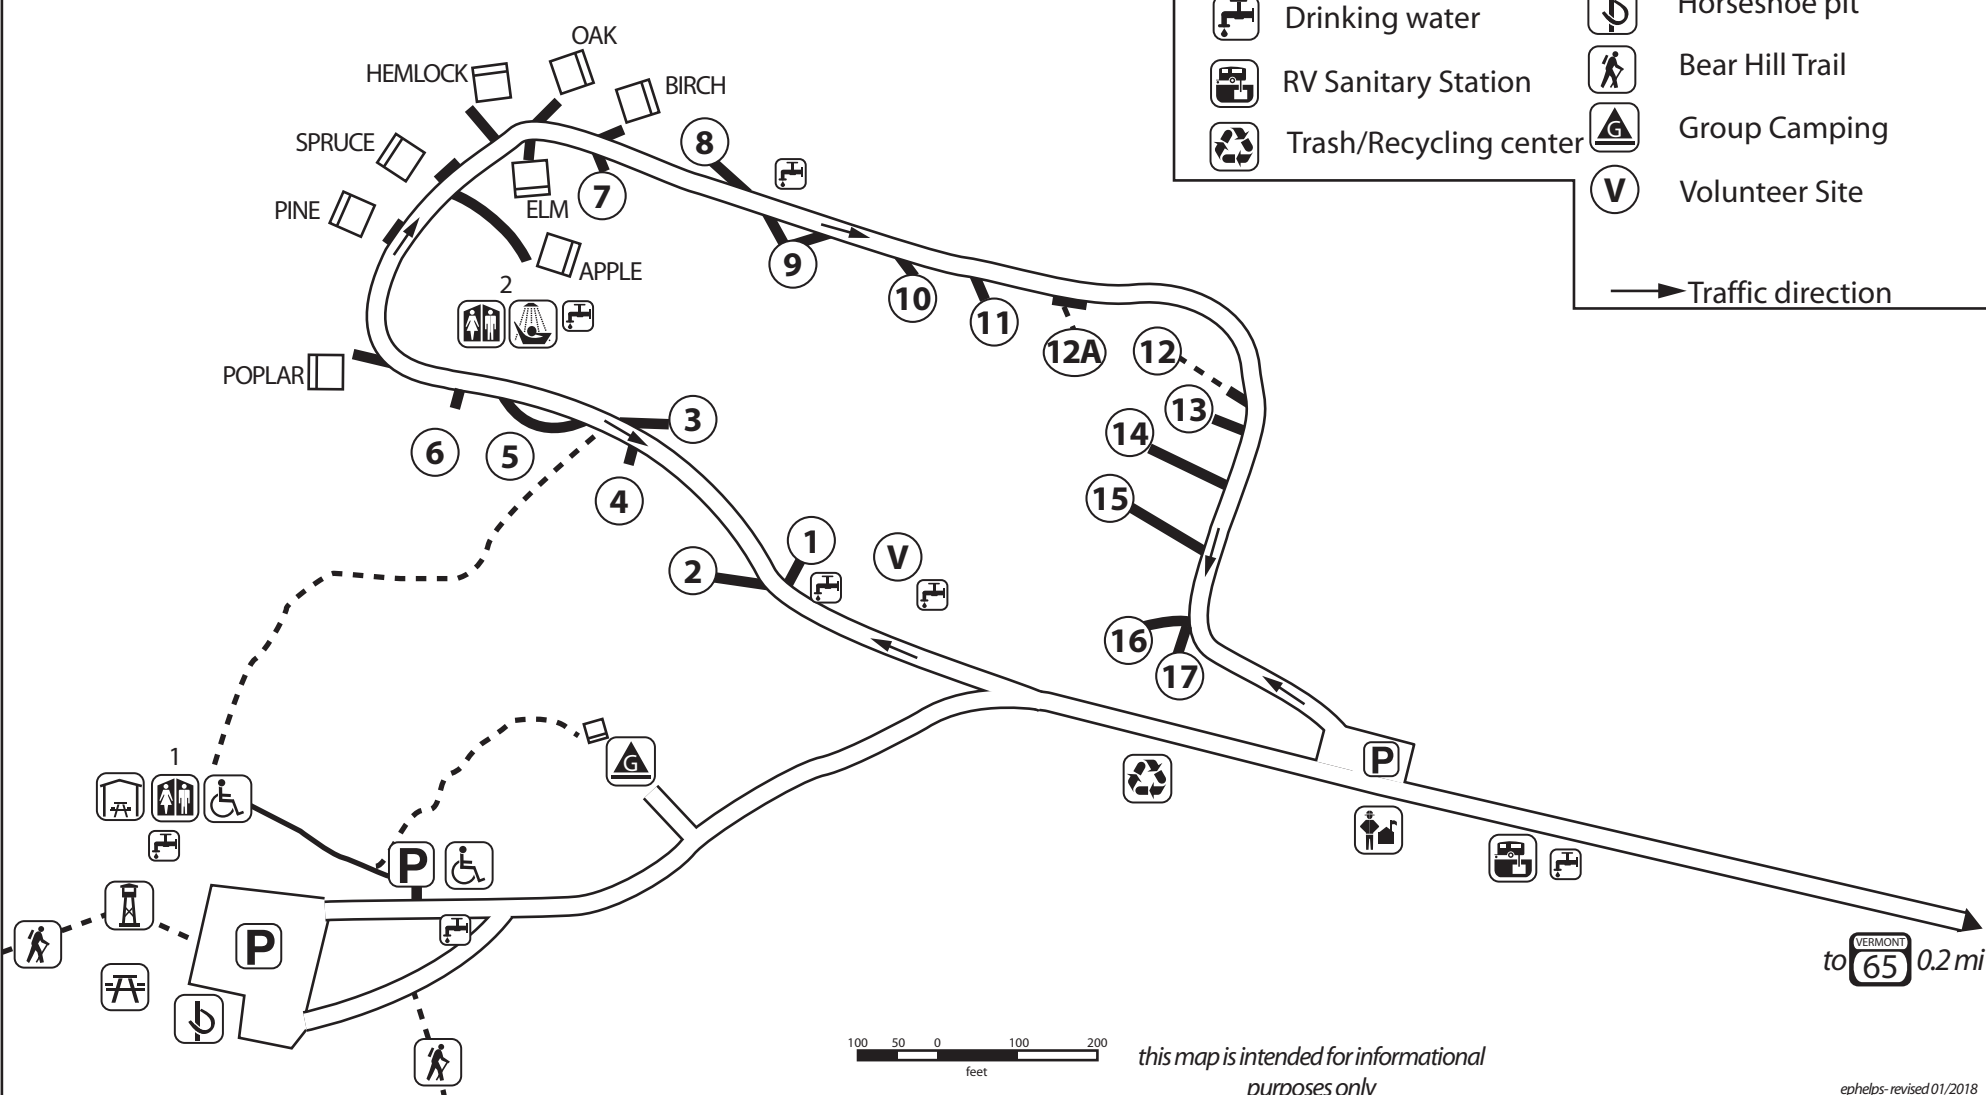 Drinking water
Horseshoe pit
RV Sanitary Station
Bear Hill Trail
Trash/Recycling center
G
Group Camping
V
Volunteer Site
Traffic direction
OAK
HEMLOCK
BIRCH
SPRUCE
8
PINE
ELM
7
APPLE
9
2
10
11
12A
12
POPLAR
13
3
14
6
5
15
4
1
V
2
16
17
1
G
P
P
P
to VERMONT 65 0.2 mi
100 50 0 100 200
feet
this map is intended for informational
purposes only
ephelps- revised 01/2018